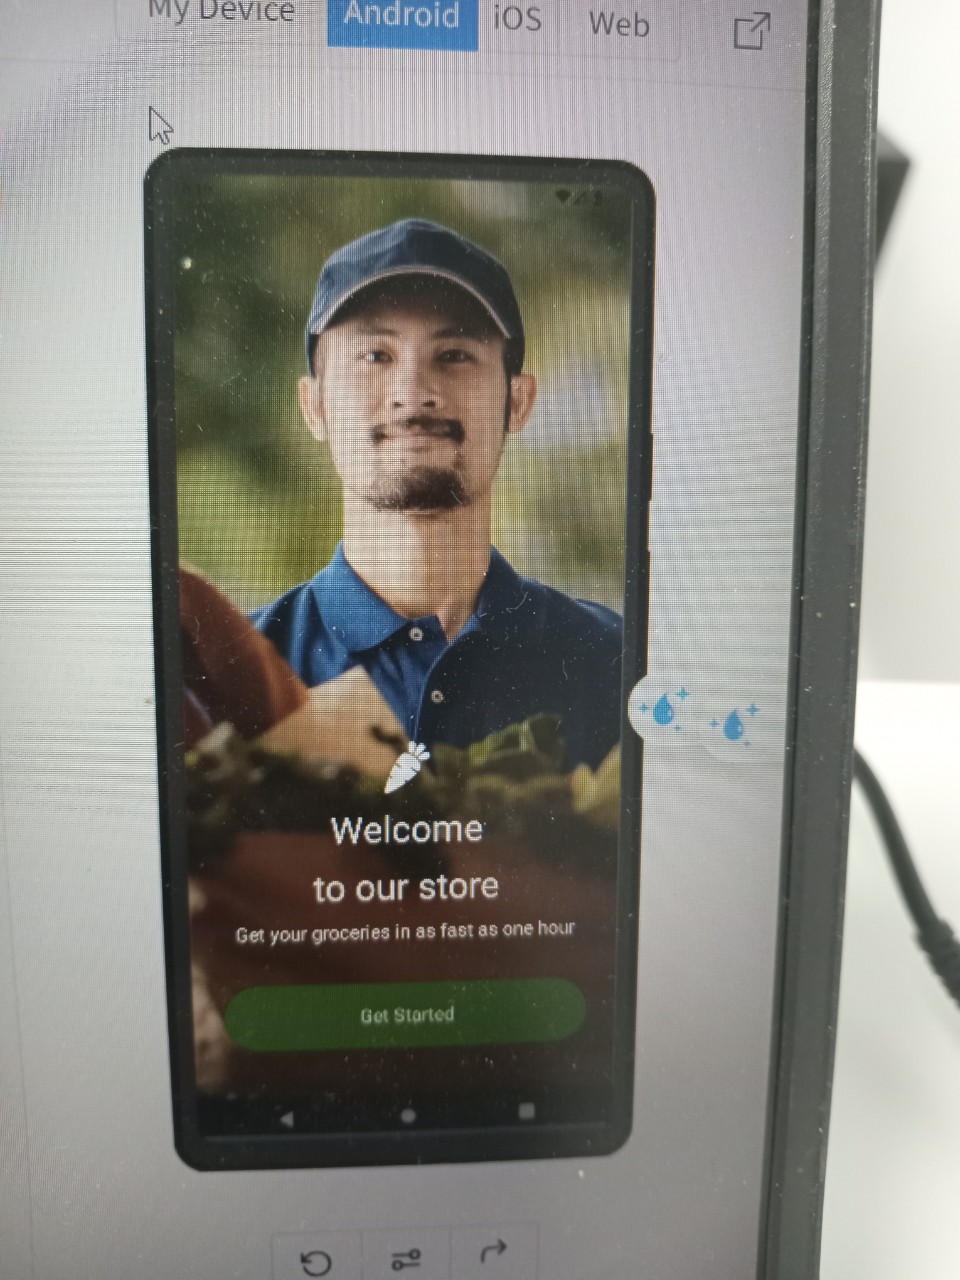 My Device
Android
iOS
Web
Welcome
to our store
Get your groceries in as fast as one hour
Get Started